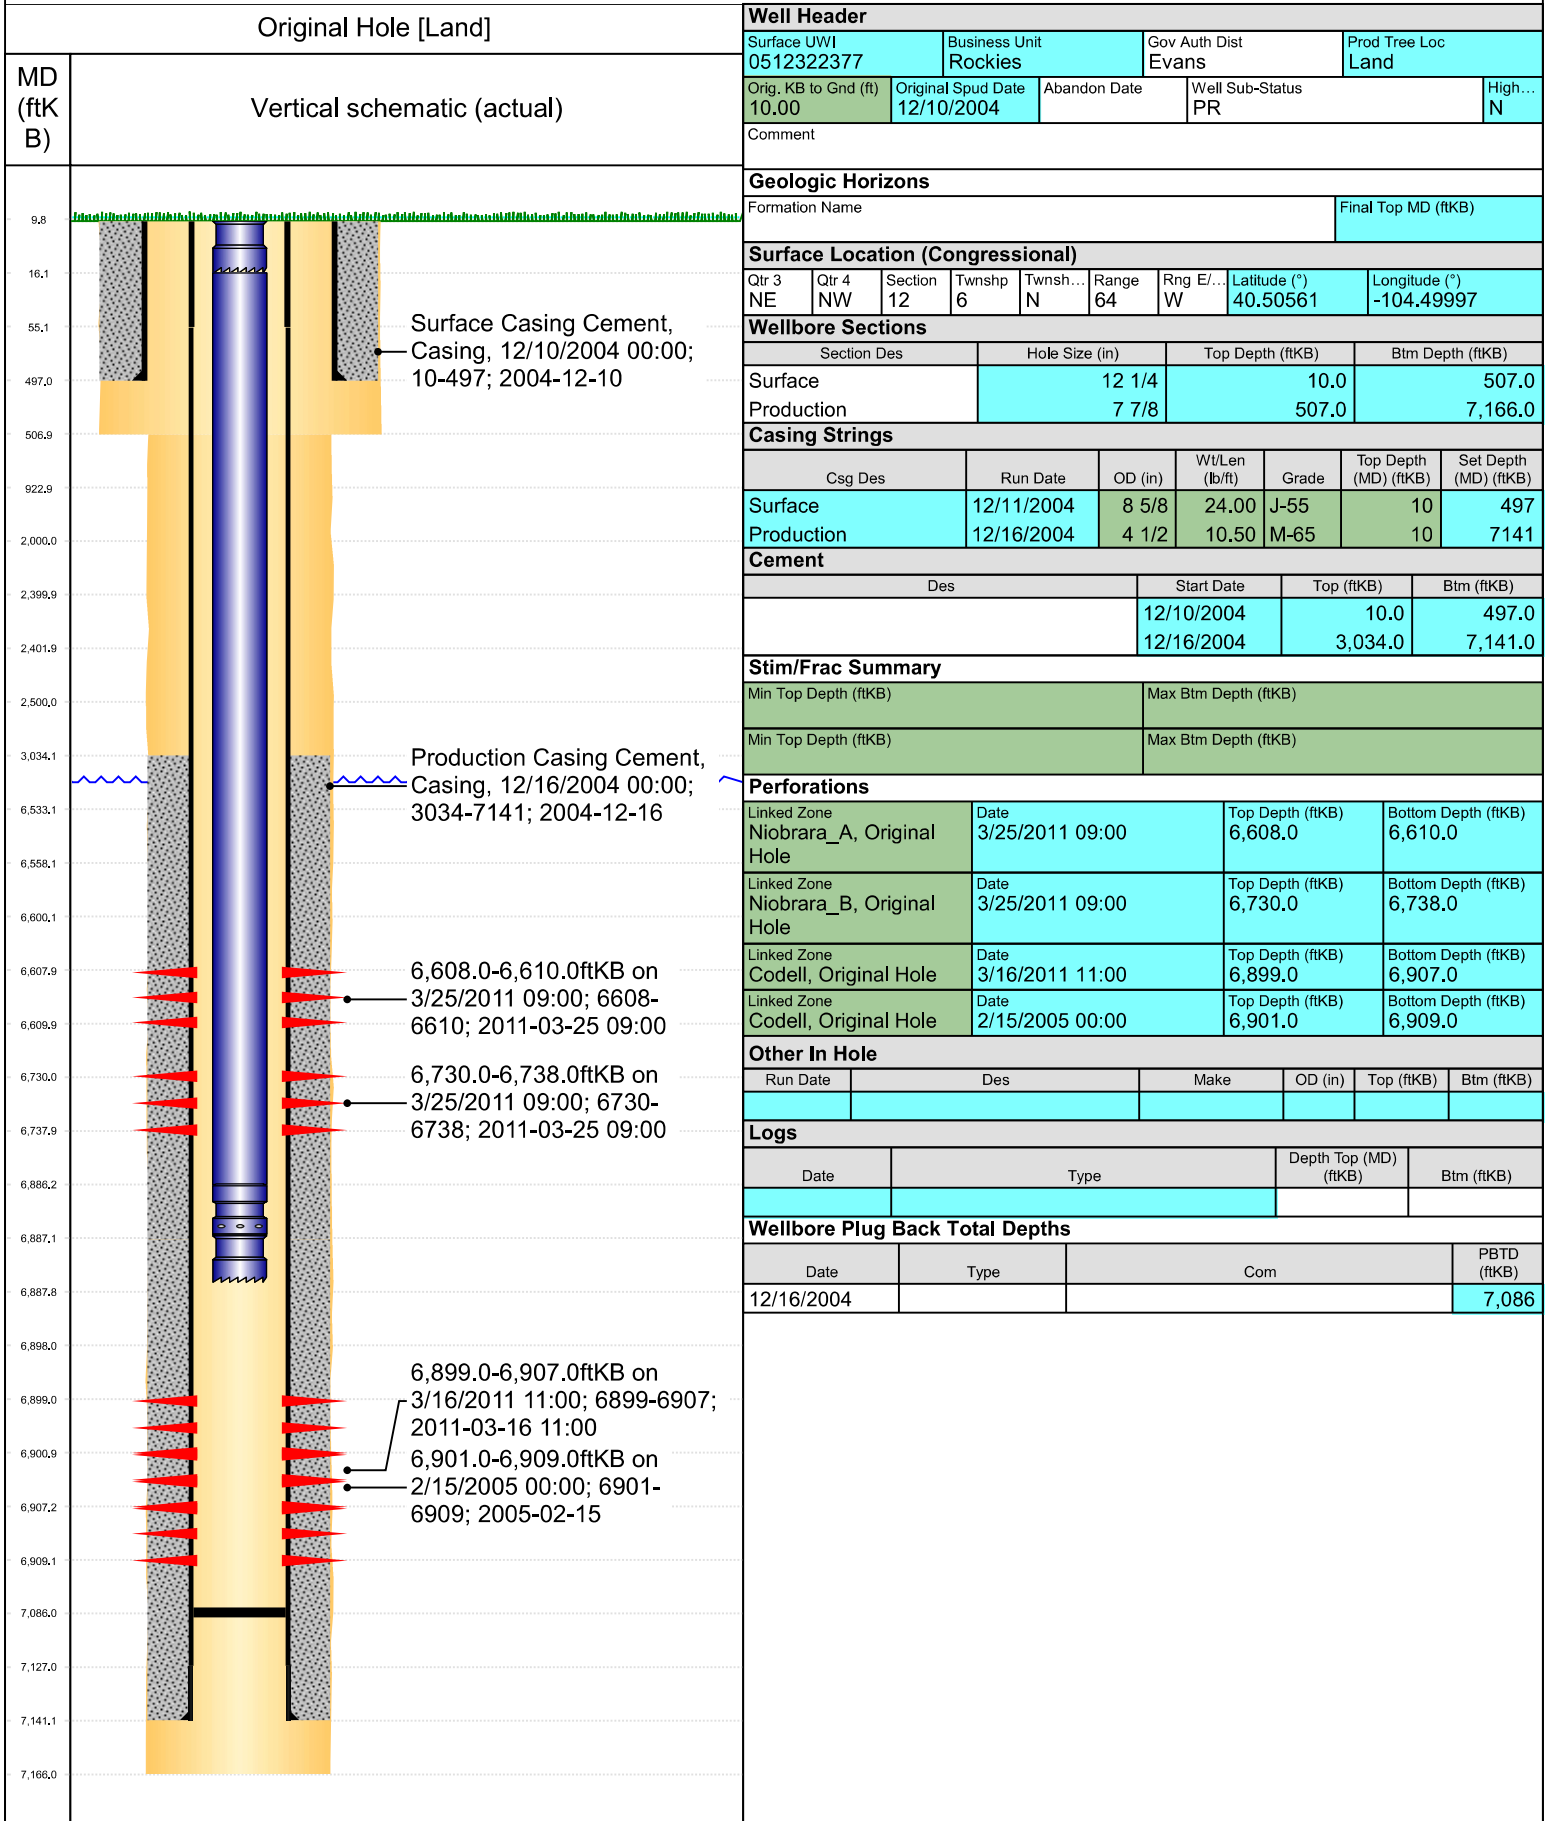 Original Hole [Land]
MD
(ftK
B)
Vertical schematic (actual)
9.8
16.1
55.1
497.0
506.9
922.9
2,000.0
2,399.9
2,401.9
2,500.0
3,034.1
6,533.1
6,558.1
6,600.1
6,607.9
6,609.9
6,730.0
6,737.9
6,886.2
6,887.1
6,887.8
6,898.0
6,899.0
6,900.9
6,907.2
6,909.1
7,086.0
7,127.0
7,141.1
7,166.0
Surface Casing Cement,
Casing, 12/10/2004 00:00;
10-497; 2004-12-10
Production Casing Cement,
Casing, 12/16/2004 00:00;
3034-7141; 2004-12-16
6,608.0-6,610.0ftKB on
3/25/2011 09:00; 6608-
6610; 2011-03-25 09:00
6,730.0-6,738.0ftKB on
3/25/2011 09:00; 6730-
6738; 2011-03-25 09:00
6,899.0-6,907.0ftKB on
3/16/2011 11:00; 6899-6907;
2011-03-16 11:00
6,901.0-6,909.0ftKB on
2/15/2005 00:00; 6901-
6909; 2005-02-15
Well Header
Surface UWI Business Unit Gov Auth Dist Prod Tree Loc
0512322377 Rockies Evans Land
Orig. KB to Gnd (ft) Original Spud Date Abandon Date Well Sub-Status High...
10.00 12/10/2004 PR N
Comment
Geologic Horizons
Formation Name Final Top MD (ftKB)
Surface Location (Congressional)
Qtr 3 Qtr 4 Section Twnshp Twnsh... Range Rng E/... Latitude (°) Longitude (°)
NE NW 12 6 N 64 W 40.50561 -104.49997
Wellbore Sections
Section Des Hole Size (in) Top Depth (ftKB) Btm Depth (ftKB)
Surface 12 1/4 10.0 507.0
Production 7 7/8 507.0 7,166.0
Casing Strings
Csg Des Run Date OD (in) Wt/Len (lb/ft) Grade Top Depth (MD) (ftKB) Set Depth (MD) (ftKB)
Surface 12/11/2004 8 5/8 24.00 J-55 10 497
Production 12/16/2004 4 1/2 10.50 M-65 10 7141
Cement
Des Start Date Top (ftKB) Btm (ftKB)
12/10/2004 10.0 497.0
12/16/2004 3,034.0 7,141.0
Stim/Frac Summary
Min Top Depth (ftKB) Max Btm Depth (ftKB)
Min Top Depth (ftKB) Max Btm Depth (ftKB)
Perforations
Linked Zone Date Top Depth (ftKB) Bottom Depth (ftKB)
Niobrara_A, Original 3/25/2011 09:00 6,608.0 6,610.0
Hole
Linked Zone Date Top Depth (ftKB) Bottom Depth (ftKB)
Niobrara_B, Original 3/25/2011 09:00 6,730.0 6,738.0
Hole
Linked Zone Date Top Depth (ftKB) Bottom Depth (ftKB)
Codell, Original Hole 3/16/2011 11:00 6,899.0 6,907.0
Linked Zone Date Top Depth (ftKB) Bottom Depth (ftKB)
Codell, Original Hole 2/15/2005 00:00 6,901.0 6,909.0
Other In Hole
Run Date Des Make OD (in) Top (ftKB) Btm (ftKB)
Logs
Date Type Depth Top (MD) (ftKB) Btm (ftKB)
Wellbore Plug Back Total Depths
Date Type Com PBTD (ftKB)
12/16/2004 7,086